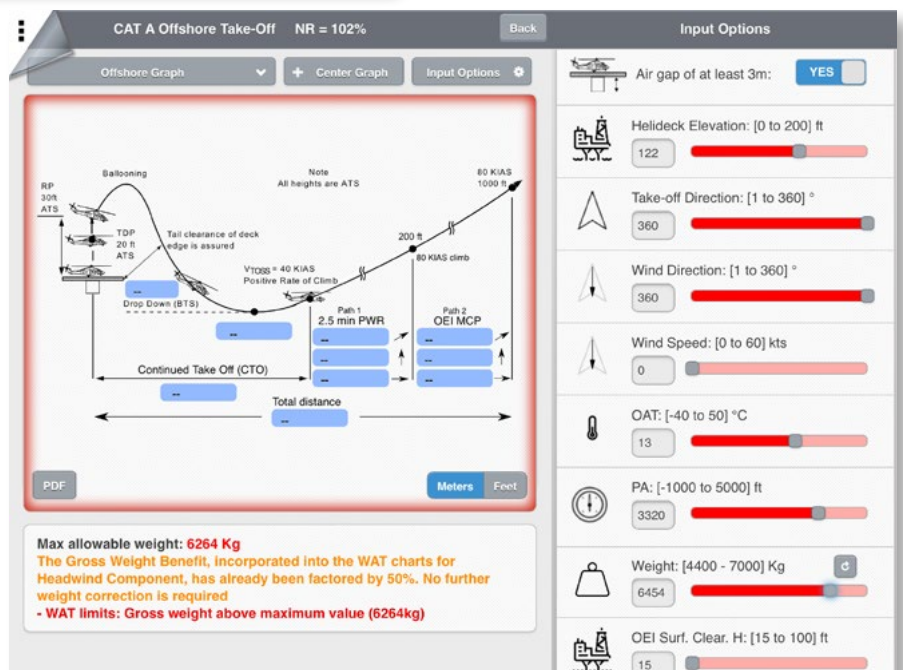 CAT A Offshore Take-Off NR = 102%
Back
Offshore Graph
+ Center Graph
Input Options
Ballooning
Note
All heights are ATS
80 KIAS
1000 ft
RP
30ft
ATS
TDP
20 ft
ATS
Tail clearance of deck
edge is assured
200 ft
80 KIAS climb
VTOSS = 40 KIAS
Positive Rate of Climb
--
Drop Down (BTS)
--
Path 1
2.5 min PWR
--
--
--
Path 2
OEI MCP
--
--
--
Continued Take Off (CTO)
--
Total distance
--
PDF
Meters
Feet
Max allowable weight: 6264 Kg
The Gross Weight Benefit, incorporated into the WAT charts for
Headwind Component, has already been factored by 50%. No further
weight correction is required
- WAT limits: Gross weight above maximum value (6264kg)
Input Options
Air gap of at least 3m:
YES
Helideck Elevation: [0 to 200] ft
122
Take-off Direction: [1 to 360] °
360
Wind Direction: [1 to 360] °
360
Wind Speed: [0 to 60] kts
0
OAT: [-40 to 50] °C
13
PA: [-1000 to 5000] ft
3320
Weight: [4400 - 7000] Kg
6454
OEI Surf. Clear. H: [15 to 100] ft
15